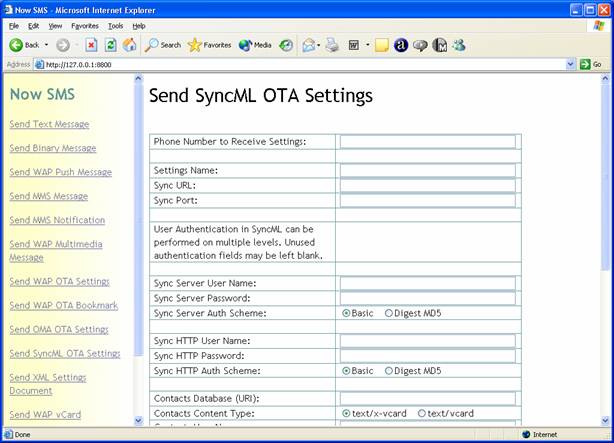 Now SMS - Microsoft Internet Explorer
File Edit View Favorites Tools Help
Back Search Favorites Media
Address http://127.0.0.1:8800 Go
Now SMS
Send Text Message
Send Binary Message
Send WAP Push Message
Send MMS Message
Send MMS Notification
Send WAP Multimedia
Message
Send WAP OTA Settings
Send WAP OTA Bookmark
Send OMA OTA Settings
Send SyncML OTA Settings
Send XML Settings
Document
Send WAP vCard
Send SyncML OTA Settings
Phone Number to Receive Settings:
Settings Name:
Sync URL:
Sync Port:
User Authentication in SyncML can be
performed on multiple levels. Unused
authentication fields may be left blank.
Sync Server User Name:
Sync Server Password:
Sync Server Auth Scheme: Basic Digest MD5
Sync HTTP User Name:
Sync HTTP Password:
Sync HTTP Auth Scheme: Basic Digest MD5
Contacts Database (URI):
Contacts Content Type: text/x-vcard text/vcard
Done Internet